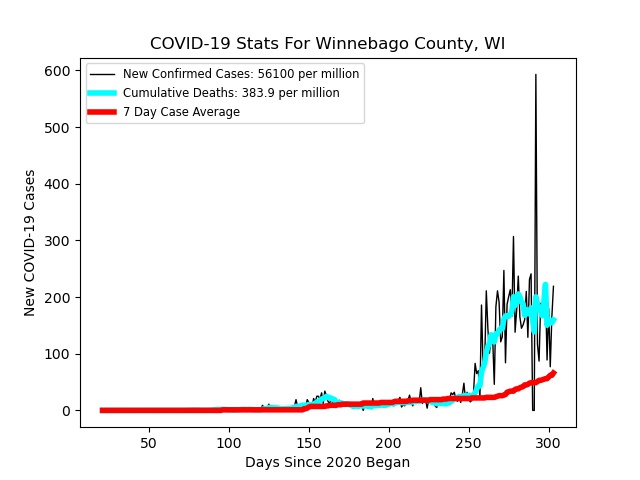 COVID-19 Stats For Winnebago County, WI
New Confirmed Cases: 56100 per million
Cumulative Deaths: 383.9 per million
7 Day Case Average
600
500
400
300
200
100
0
New COVID-19 Cases
50 100 150 200 250 300
Days Since 2020 Began